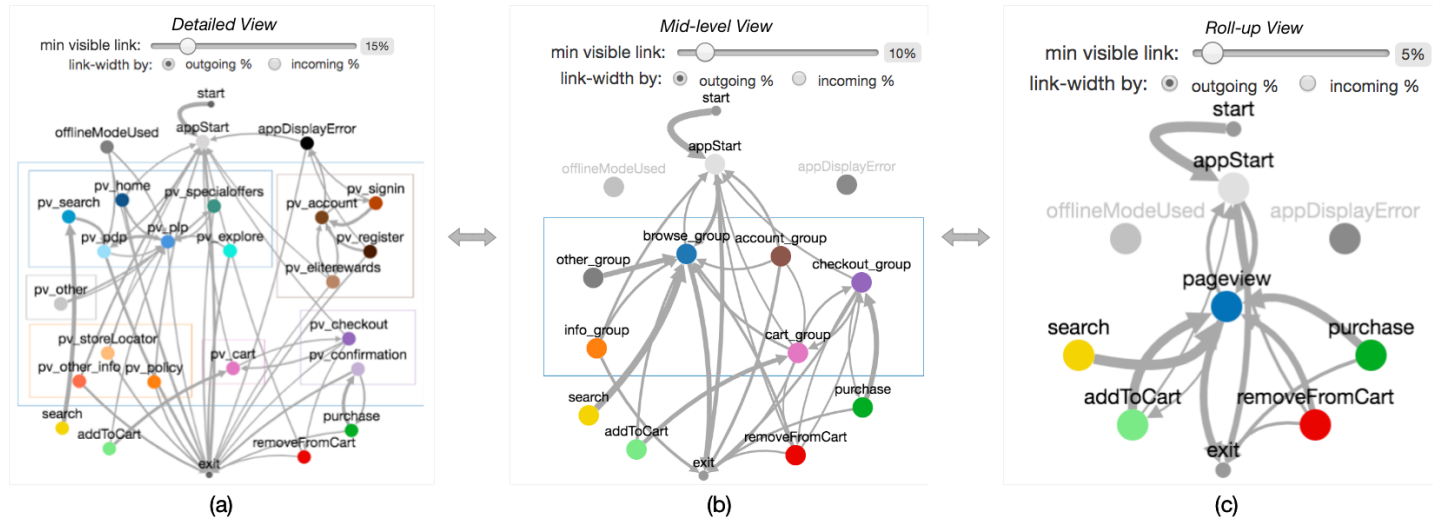 Detailed View
min visible link: 15%
link-width by: outgoing % incoming %
start
offlineModeUsed appStart appDisplayError
pv_home pv_specialoffers pv_signin
pv_search pv_account
pv_pdp pv_plp pv_explore pv_register
pv_eliterewards
pv_other
pv_storeLocator pv_checkout
pv_other_info pv_policy pv_cart pv_confirmation
search addToCart removeFromCart purchase
exit
(a)
Mid-level View
min visible link: 10%
link-width by: outgoing % incoming %
start
appStart
offlineModeUsed appDisplayError
browse_group account_group
other_group checkout_group
info_group cart_group
search purchase
addToCart removeFromCart
exit
(b)
Roll-up View
min visible link: 5%
link-width by: outgoing % incoming %
start
appStart
offlineModeUsed appDisplayError
pageview
search purchase
addToCart removeFromCart
exit
(c)